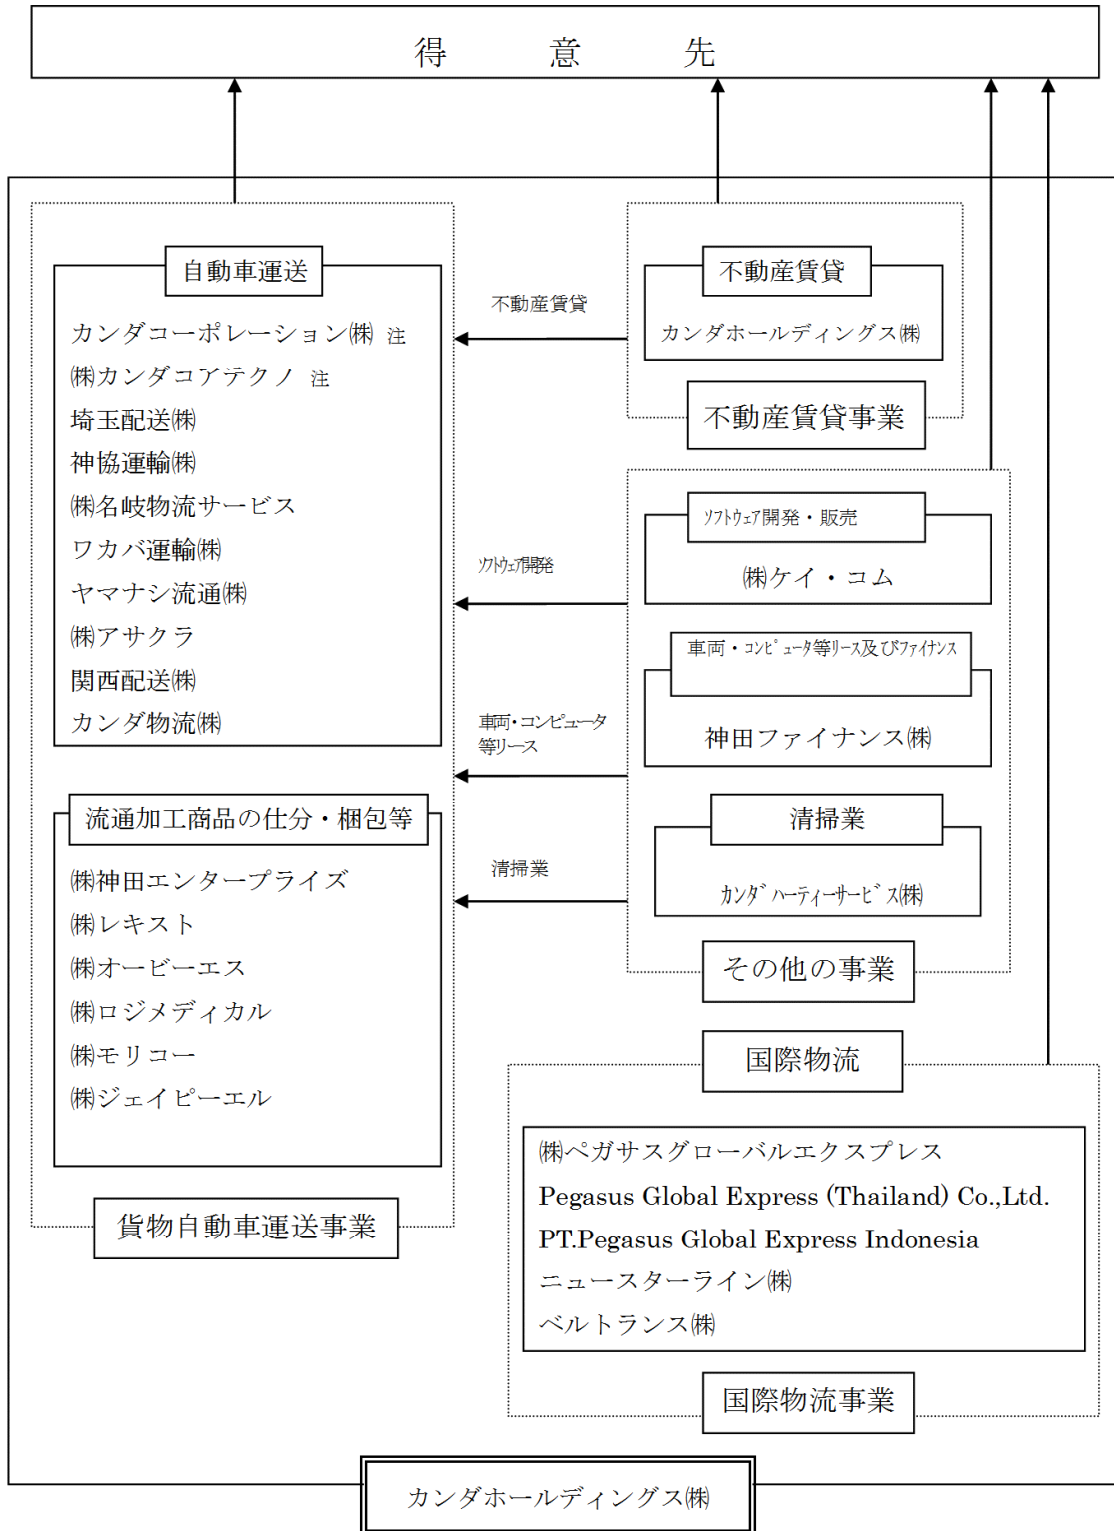 得意先
自動車運送
カンダコーポレーション㈱ 注
㈱カンダコアテクノ 注
埼玉配送㈱
神協運輸㈱
㈱名岐物流サービス
ワカバ運輸㈱
ヤマナシ流通㈱
㈱アサクラ
関西配送㈱
カンダ物流㈱
流通加工商品の仕分・梱包等
㈱神田エンタープライズ
㈱レキスト
㈱オービーエス
㈱ロジメディカル
㈱モリコー
㈱ジェイピーエル
貨物自動車運送事業
不動産賃貸
ソフトウェア開発
車両・コンピュータ
等リース
清掃業
不動産賃貸
カンダホールディングス㈱
不動産賃貸事業
ソフトウェア開発・販売
㈱ケイ・コム
車両・コンピュータ等リース及びファイナンス
神田ファイナンス㈱
清掃業
カンダハーティーサービス㈱
その他の事業
国際物流
㈱ペガサスグローバルエクスプレス
Pegasus Global Express (Thailand) Co.,Ltd.
PT.Pegasus Global Express Indonesia
ニュースターライン㈱
ベルトランス㈱
国際物流事業
カンダホールディングス㈱